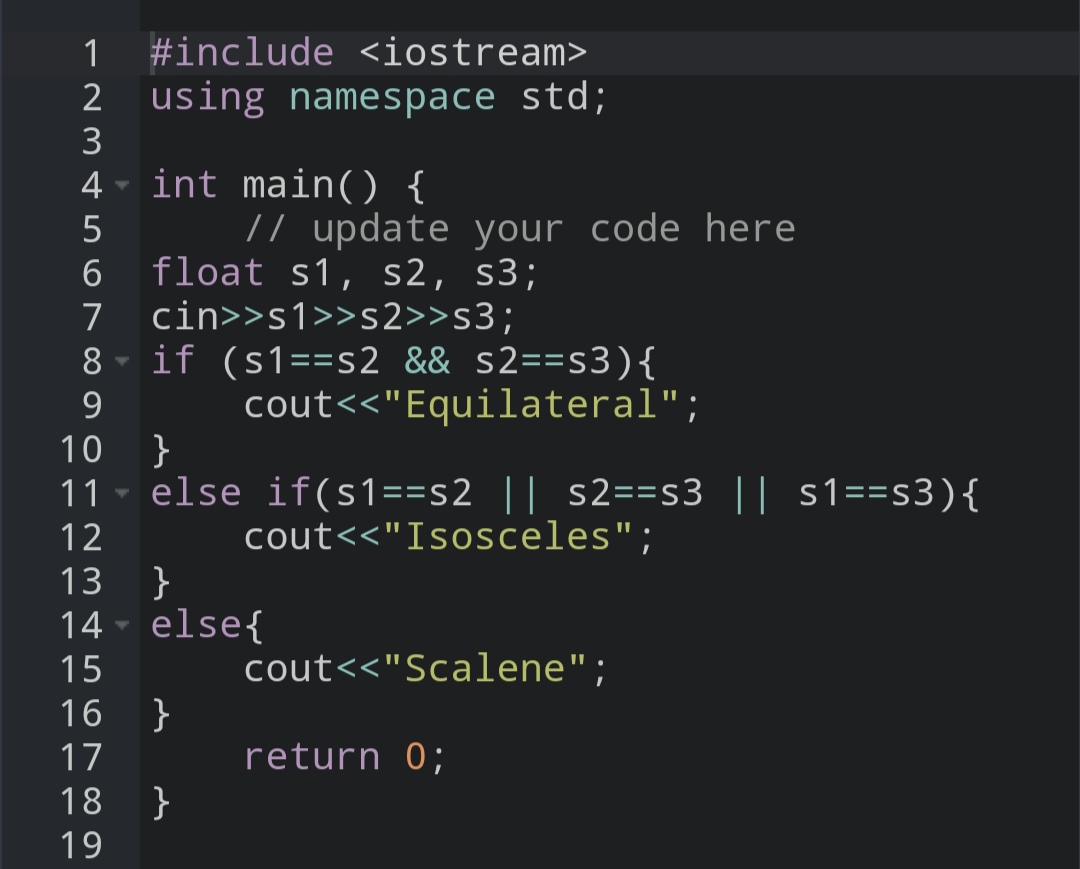 1 #include <iostream>
2 using namespace std;
3
4 int main() {
5     // update your code here
6 float s1, s2, s3;
7 cin>>s1>>s2>>s3;
8 if (s1==s2 && s2==s3){
9     cout<<"Equilateral";
10 }
11 else if(s1==s2 || s2==s3 || s1==s3){
12     cout<<"Isosceles";
13 }
14 else{
15     cout<<"Scalene";
16 }
17     return 0;
18 }
19